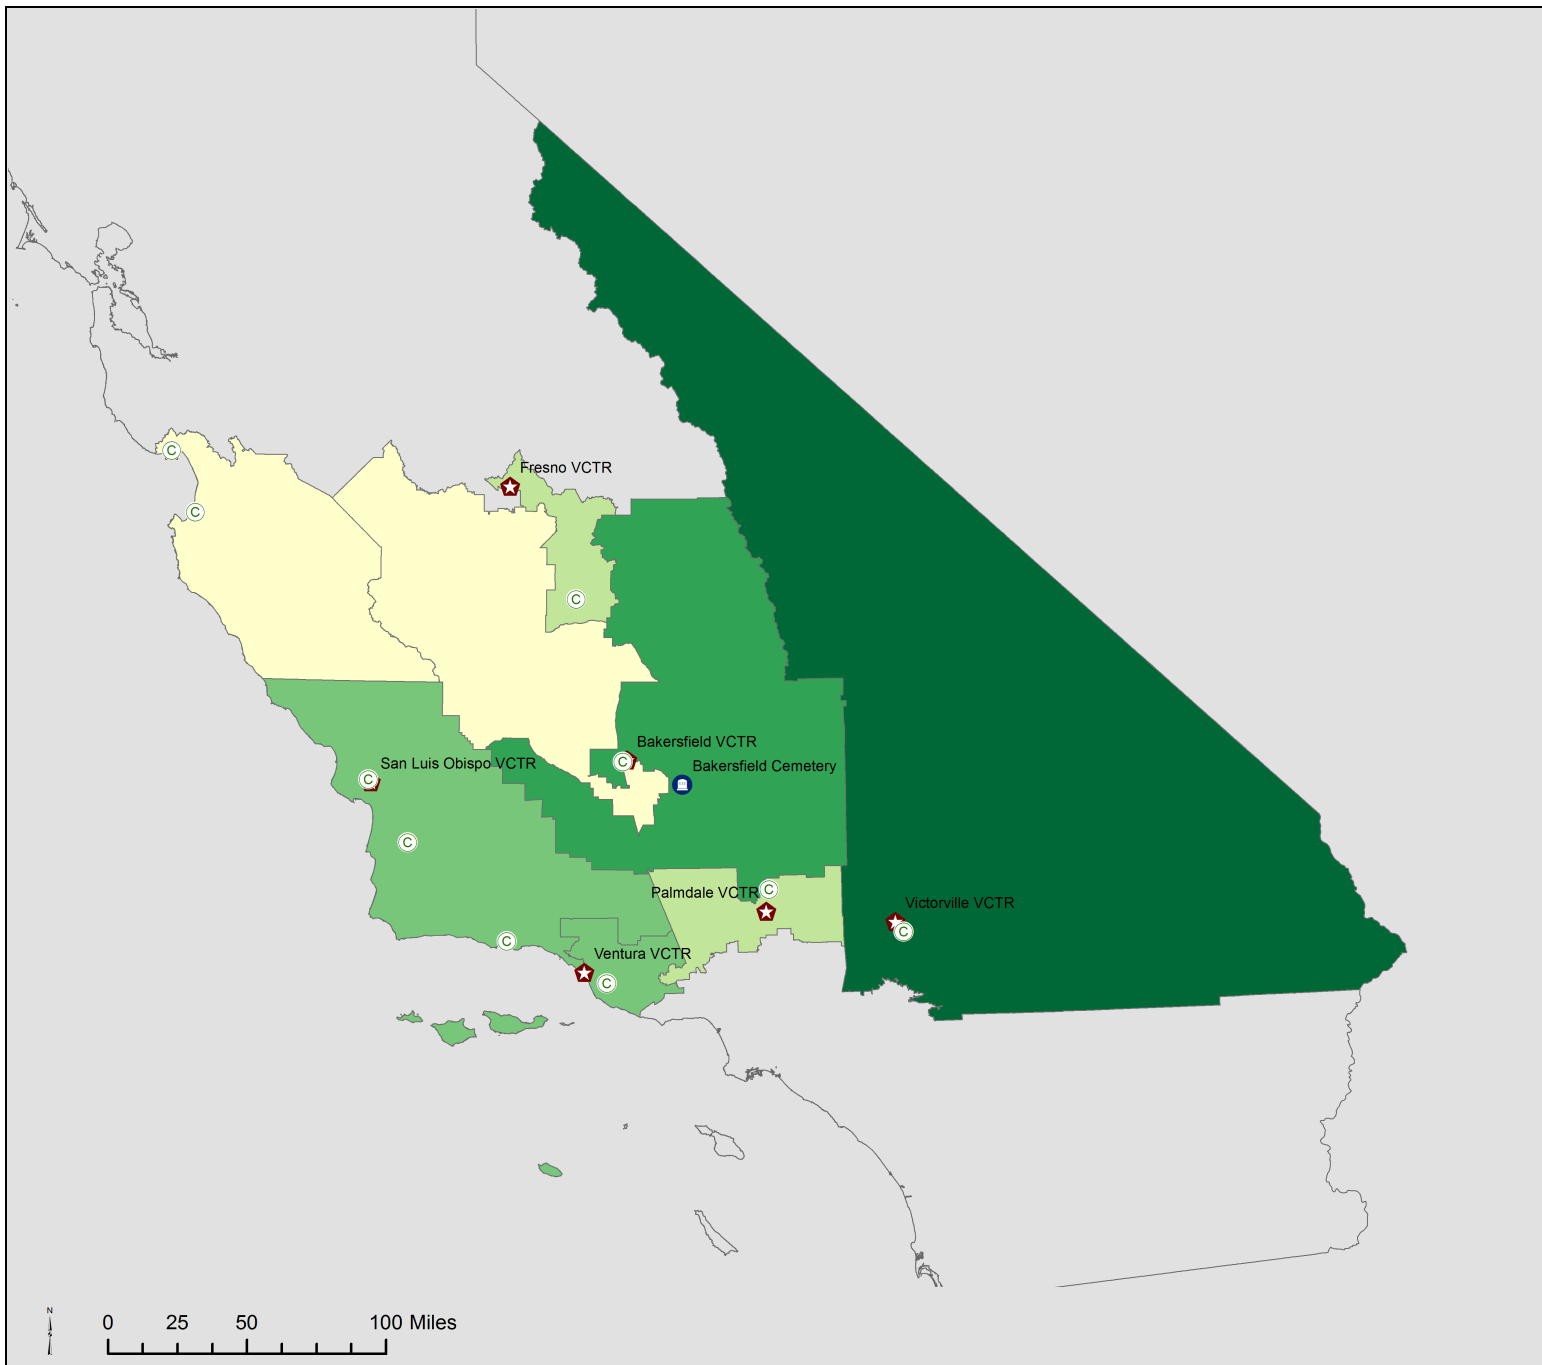 C
Fresno VCTR
C
C
Bakersfield VCTR
C
San Luis Obispo VCTR
Bakersfield Cemetery
C
C
C
Palmdale VCTR
Victorville VCTR
C
C
Ventura VCTR
C
N
0 25 50 100 Miles